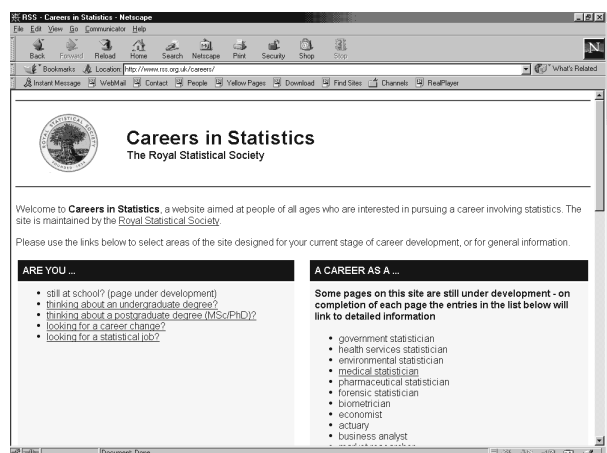 RSS - Careers in Statistics - Netscape
File Edit View Go Communicator Help
Back Forward Reload Home Search Netscape Print Security Shop Stop
Bookmarks Location: http://www.rss.org.uk/careers/ What's Related
Instant Message WebMail Contact People Yellow Pages Download Find Sites Channels RealPlayer
ROYAL STATISTICAL SOCIETY
FOUNDED 1834
Careers in Statistics
The Royal Statistical Society
Welcome to Careers in Statistics, a website aimed at people of all ages who are interested in pursuing a career involving statistics. The
site is maintained by the Royal Statistical Society.
Please use the links below to select areas of the site designed for your current stage of career development, or for general information.
ARE YOU ...
still at school? (page under development)
thinking about an undergraduate degree?
thinking about a postgraduate degree (MSc/PhD)?
looking for a career change?
looking for a statistical job?
A CAREER AS A ...
Some pages on this site are still under development - on
completion of each page the entries in the list below will
link to detailed information
government statistician
health services statistician
environmental statistician
medical statistician
pharmaceutical statistician
forensic statistician
biometrician
economist
actuary
business analyst
market researcher
Document: Done